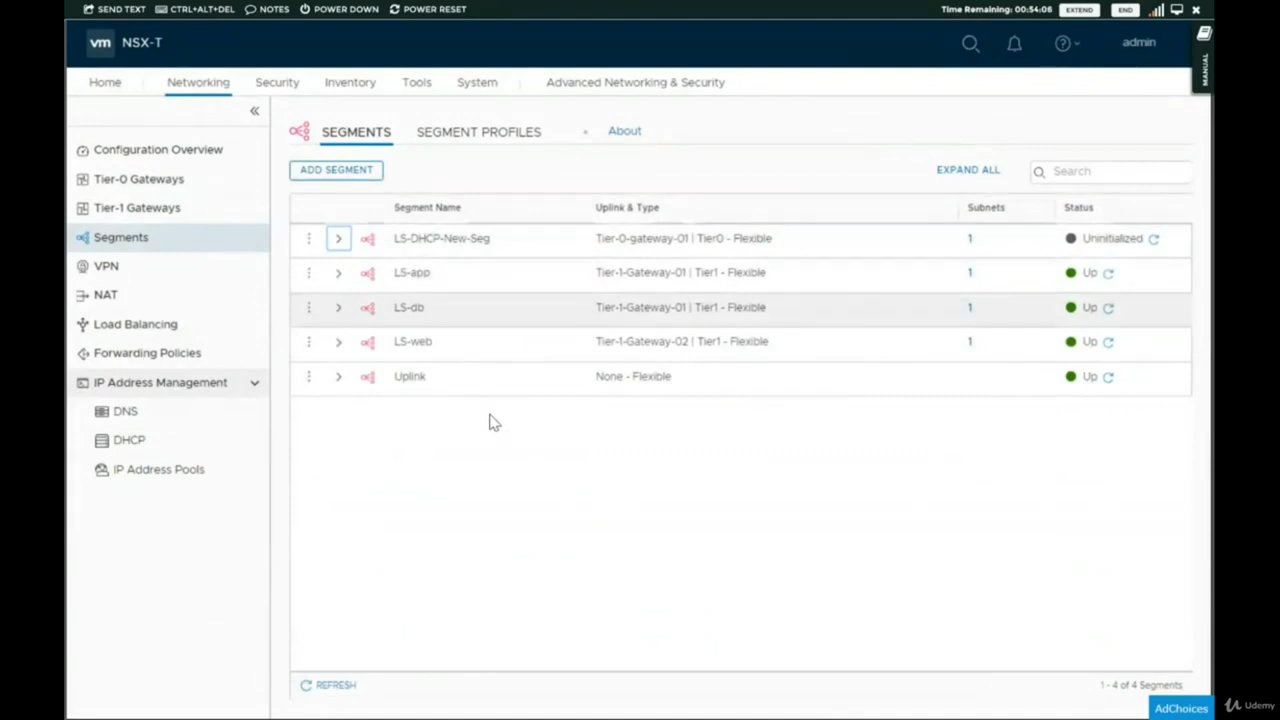 SEND TEXT CTRL+ALT+DEL NOTES POWER DOWN POWER RESET Time Remaining: 00:54:06 EXTEND END
vm NSX-T admin
MANUAL
Home Networking Security Inventory Tools System Advanced Networking & Security
Configuration Overview
Tier-0 Gateways
Tier-1 Gateways
Segments
VPN
NAT
Load Balancing
Forwarding Policies
IP Address Management
DNS
DHCP
IP Address Pools
SEGMENTS SEGMENT PROFILES About
ADD SEGMENT EXPAND ALL Search
Segment Name Uplink & Type Subnets Status
LS-DHCP-New-Seg Tier-0-gateway-01 | Tier0 - Flexible 1 Uninitialized
LS-app Tier-1-Gateway-01 | Tier1 - Flexible 1 Up
LS-db Tier-1-Gateway-01 | Tier1 - Flexible 1 Up
LS-web Tier-1-Gateway-02 | Tier1 - Flexible 1 Up
Uplink None - Flexible Up
REFRESH 1 - 4 of 4 Segments
AdChoices Udemy